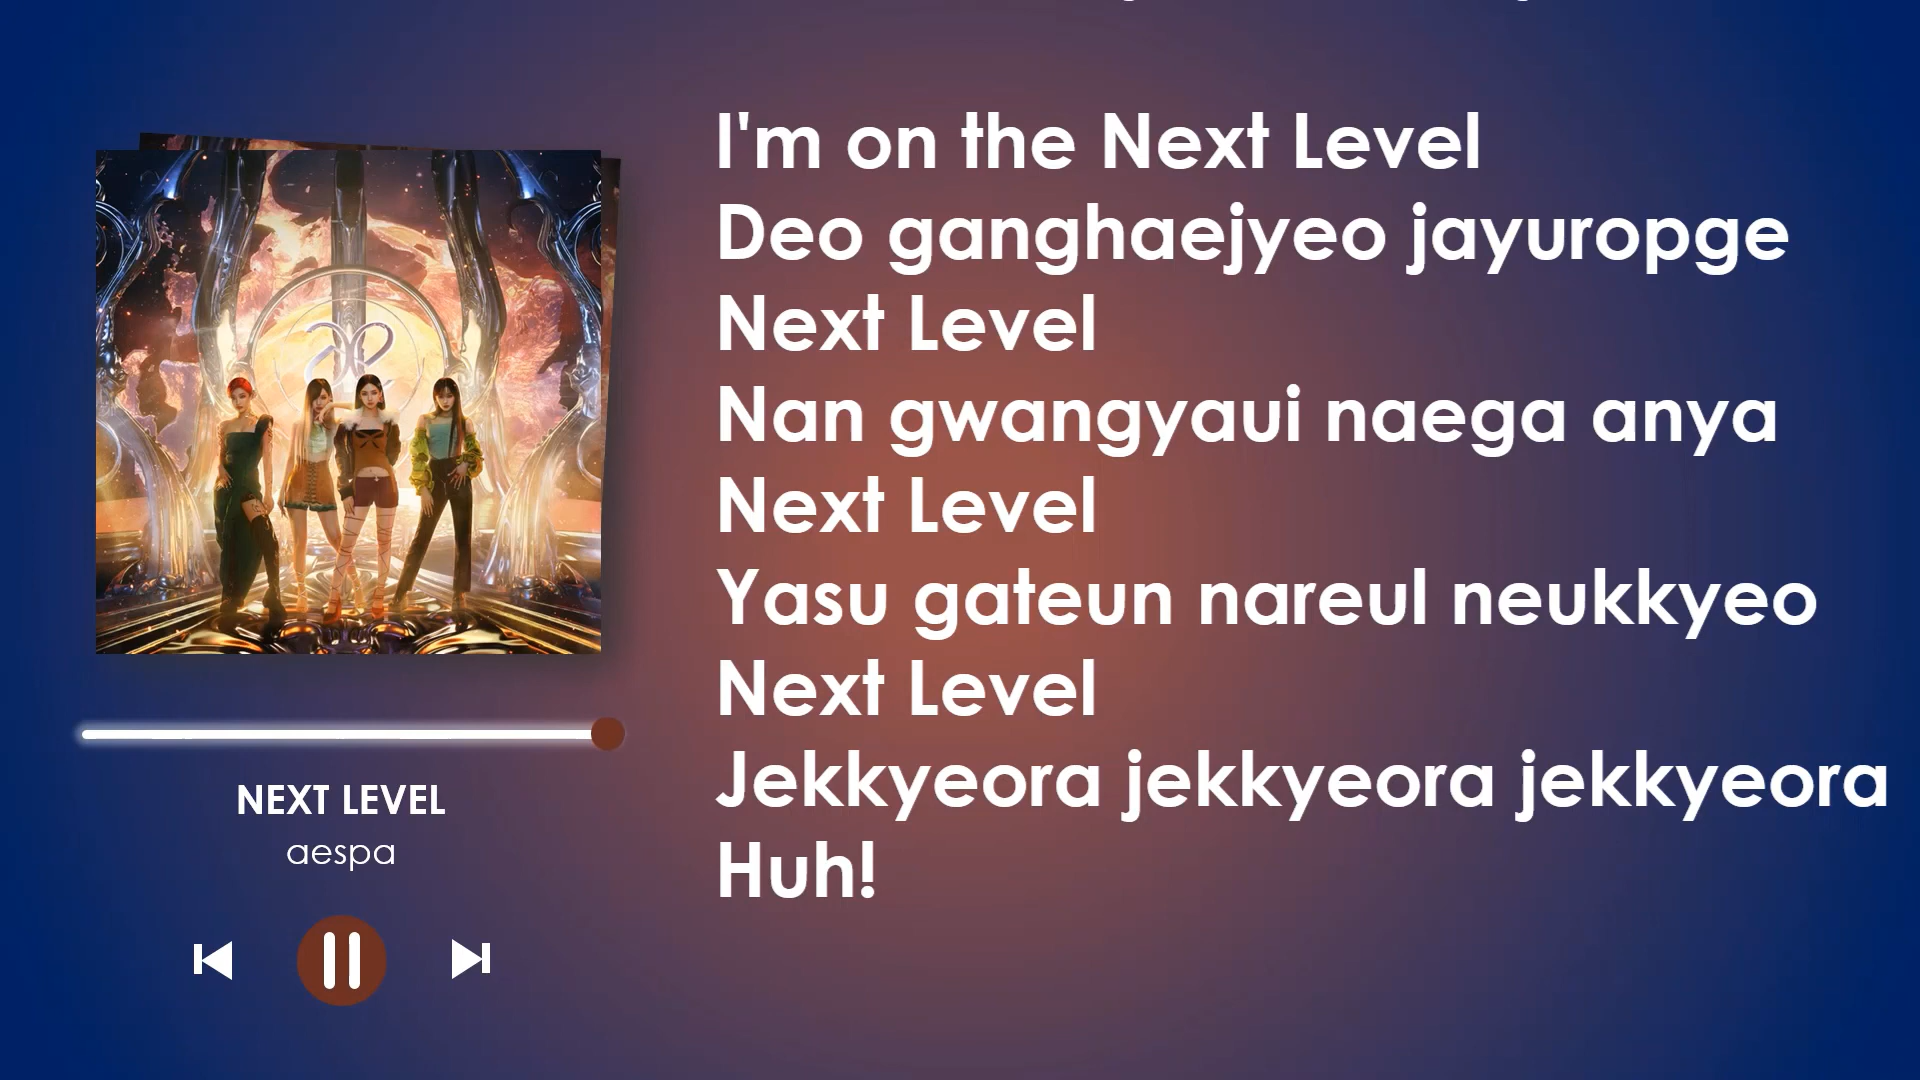 I'm on the Next Level
Deo ganghaejyeo jayuropge
Next Level
Nan gwangyaui naega anya
Next Level
Yasu gateun nareul neukkyeo
Next Level
Jekkyeora jekkyeora jekkyeora
Huh!
NEXT LEVEL
aespa